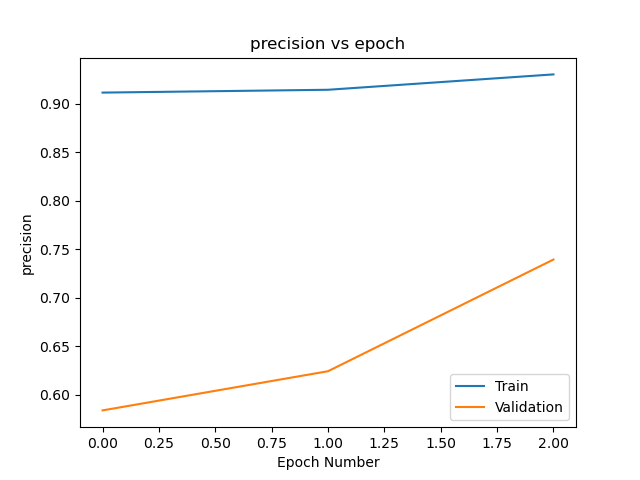 precision vs epoch
0.90
0.85
0.80
0.75
0.70
0.65
0.60
precision
0.00 0.25 0.50 0.75 1.00 1.25 1.50 1.75 2.00
Epoch Number
Train
Validation